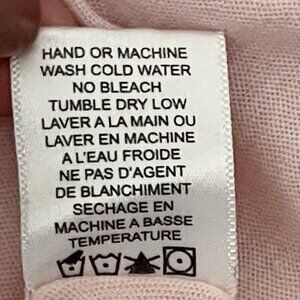 HAND OR MACHINE
WASH COLD WATER
NO BLEACH
TUMBLE DRY LOW
LAVER A LA MAIN OU
LAVER EN MACHINE
A L'EAU FROIDE
NE PAS D'AGENT
DE BLANCHIMENT
SECHAGE EN
MACHINE A BASSE
TEMPERATURE